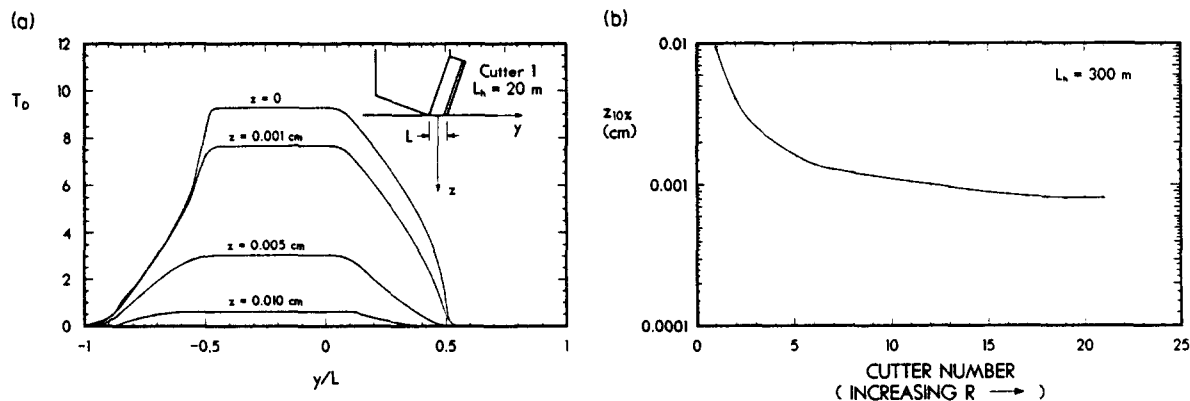 (a)
12
10
8
6
4
2
0
T_D
Cutter 1
L_h = 20 m
z = 0
z = 0.001 cm
z = 0.005 cm
z = 0.010 cm
L
y
z
-1
-0.5
0
0.5
1
y/L
(b)
0.01
0.001
0.0001
z_10%
(cm)
L_h = 300 m
0
5
10
15
20
25
CUTTER NUMBER
( INCREASING R → )